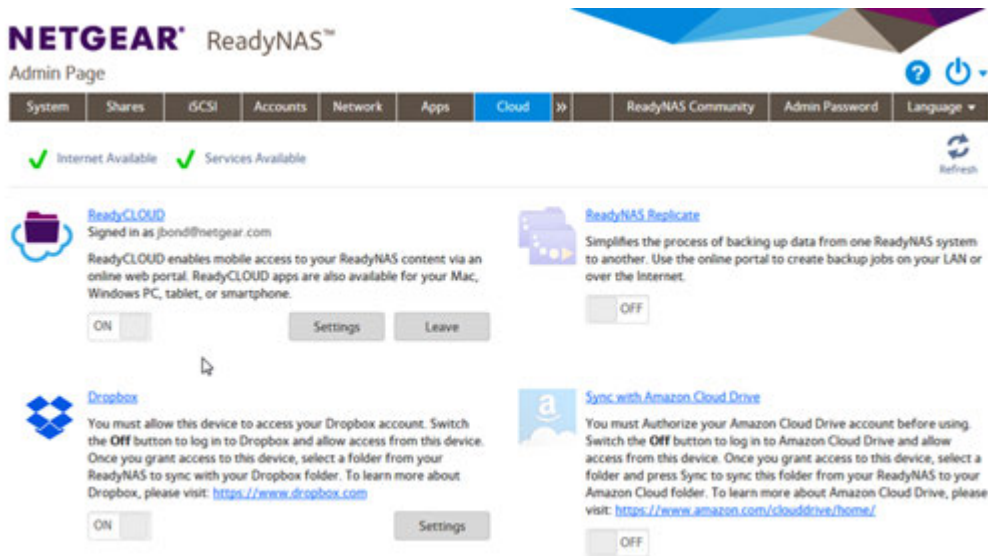 NETGEAR® ReadyNAS™
Admin Page
System Shares iSCSI Accounts Network Apps Cloud » ReadyNAS Community Admin Password Language
Internet Available Services Available
Refresh
ReadyCLOUD
Signed in as jbond@netgear.com
ReadyCLOUD enables mobile access to your ReadyNAS content via an
online web portal. ReadyCLOUD apps are also available for your Mac,
Windows PC, tablet, or smartphone.
ON Settings Leave
ReadyNAS Replicate
Simplifies the process of backing up data from one ReadyNAS system
to another. Use the online portal to create backup jobs on your LAN or
over the Internet.
OFF
Dropbox
You must allow this device to access your Dropbox account. Switch
the Off button to log in to Dropbox and allow access from this device.
Once you grant access to this device, select a folder from your
ReadyNAS to sync with your Dropbox folder. To learn more about
Dropbox, please visit: https://www.dropbox.com
ON Settings
Sync with Amazon Cloud Drive
You must Authorize your Amazon Cloud Drive account before using.
Switch the Off button to log in to Amazon Cloud Drive and allow
access from this device. Once you grant access to this device, select a
folder and press Sync to sync this folder from your ReadyNAS to your
Amazon Cloud folder. To learn more about Amazon Cloud Drive, please
visit: https://www.amazon.com/clouddrive/home/
OFF